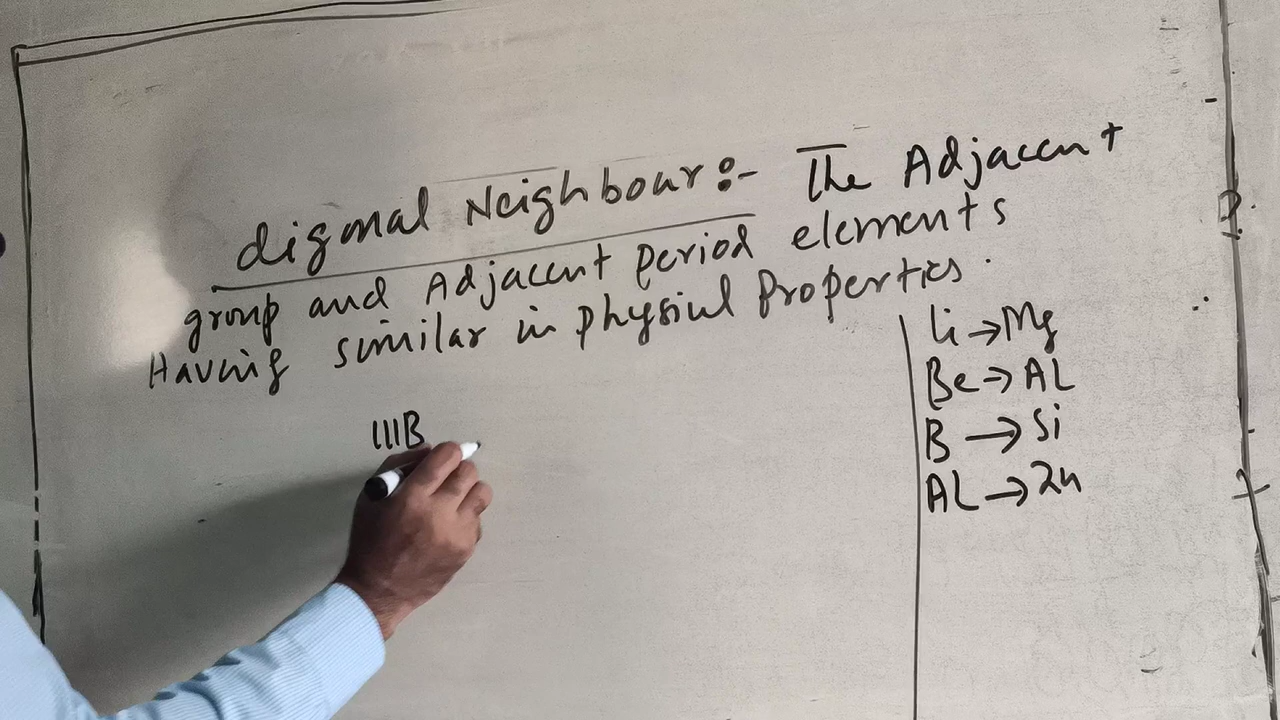 digonal Neighbour:- The Adjacent
group and Adjacent period elements
Having similar in physical Properties.
Li → Mg
Be → AL
B → Si
AL → Zn
IIIB